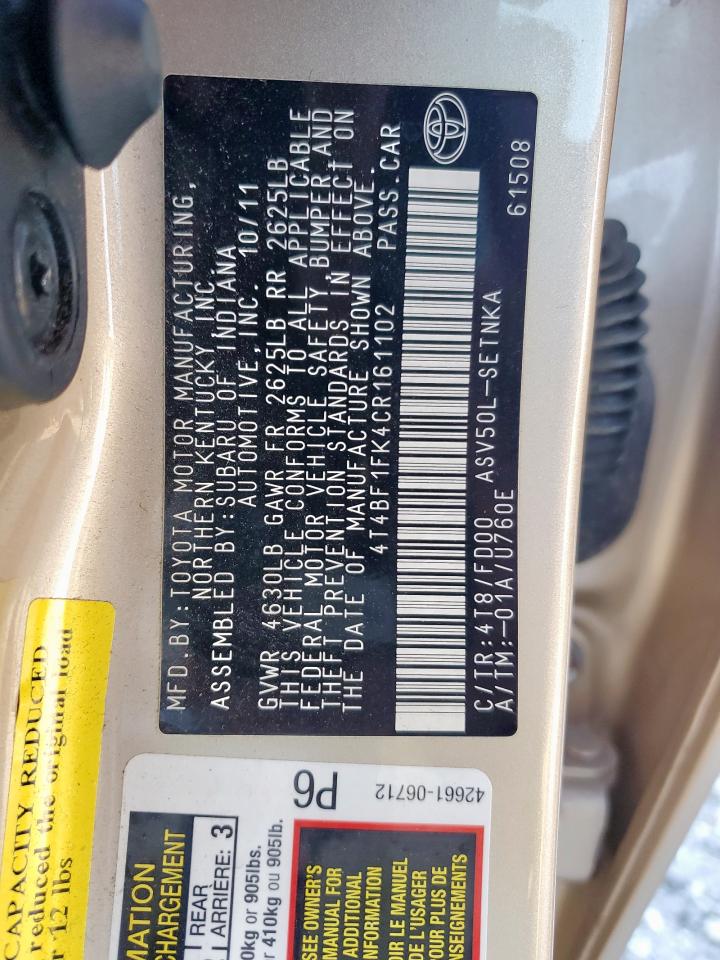 MFD.BY:TOYOTA MOTOR MANUFACTURING,
NORTHERN KENTUCKY INC.
ASSEMBLED BY:SUBARU OF INDIANA
AUTOMOTIVE,INC. 10/11
GVWR 4630LB GAWR FR 2625LB RR 2625LB
THIS VEHICLE CONFORMS TO ALL APPLICABLE
FEDERAL MOTOR VEHICLE SAFETY,BUMPER AND
THEFT PREVENTION STANDARDS IN EFFECT ON
THE DATE OF MANUFACTURE SHOWN ABOVE.
4T4BF1FK4CR161102 PASS.CAR
C/TR:4T8/FD00 ASV50L-SETNKA
A/TM:-01A/U760E 61508
CAPACITY REDUCED
reduced the original load
12 lbs
P6
42661-06712
MATION
CHARGEMENT
REAR
ARRIERE: 3
0kg or 905lbs.
410kg ou 905lb.
SEE OWNER'S
MANUAL FOR
ADDITIONAL
INFORMATION
LE MANUEL
DE L'USAGER
POUR PLUS DE